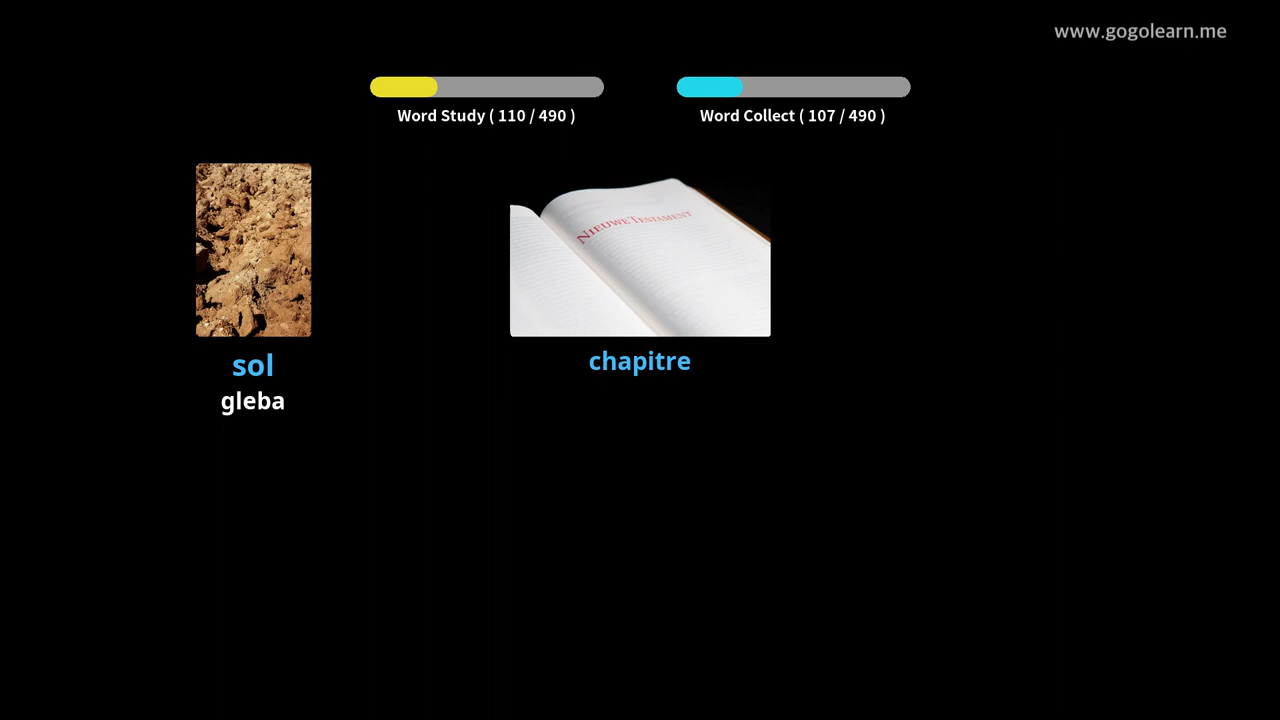 www.gogolearn.me
Word Study ( 110 / 490 )
Word Collect ( 107 / 490 )
NIEUWE TESTAMENT
sol
gleba
chapitre